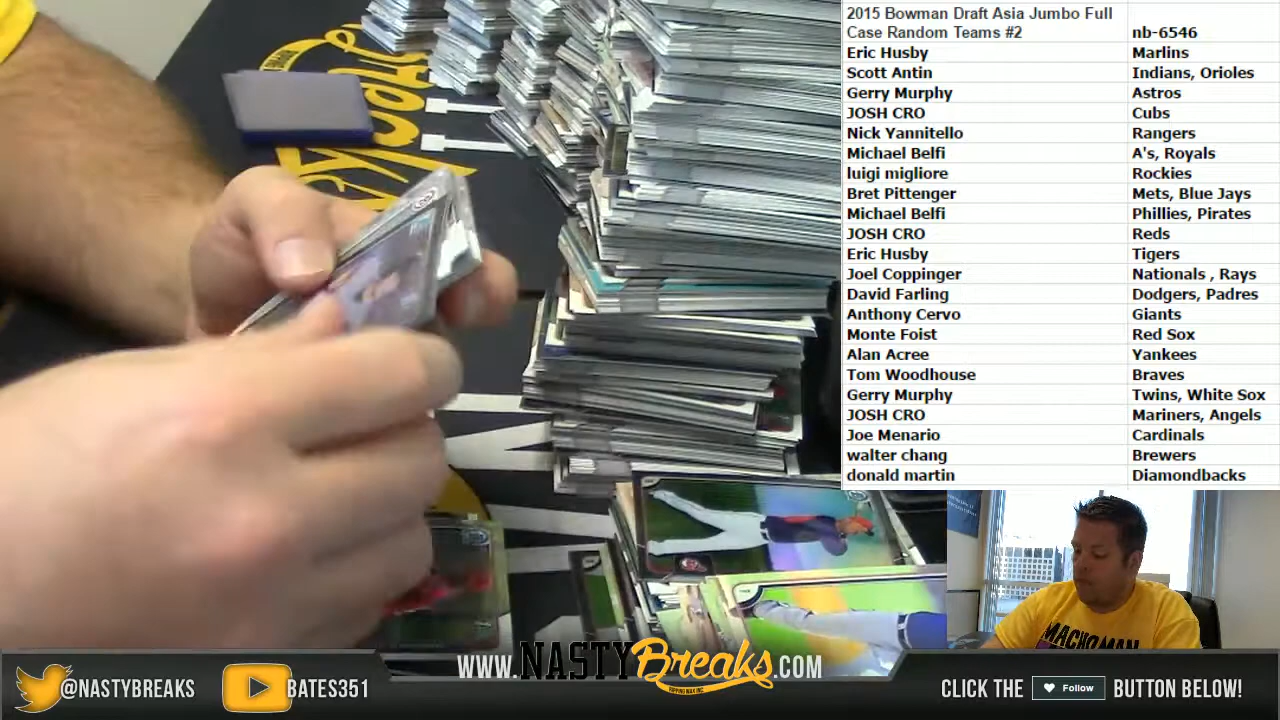 2015 Bowman Draft Asia Jumbo Full
Case Random Teams #2 nb-6546
Eric Husby Marlins
Scott Antin Indians, Orioles
Gerry Murphy Astros
JOSH CRO Cubs
Nick Yannitello Rangers
Michael Belfi A's, Royals
luigi migliore Rockies
Bret Pittenger Mets, Blue Jays
Michael Belfi Phillies, Pirates
JOSH CRO Reds
Eric Husby Tigers
Joel Coppinger Nationals , Rays
David Farling Dodgers, Padres
Anthony Cervo Giants
Monte Foist Red Sox
Alan Acree Yankees
Tom Woodhouse Braves
Gerry Murphy Twins, White Sox
JOSH CRO Mariners, Angels
Joe Menario Cardinals
walter chang Brewers
donald martin Diamondbacks
MACHO MAN
@NASTYBREAKS
BATES351
WWW.NASTYBreaks.COM
RIPPING WAX INC
CLICK THE Follow BUTTON BELOW!